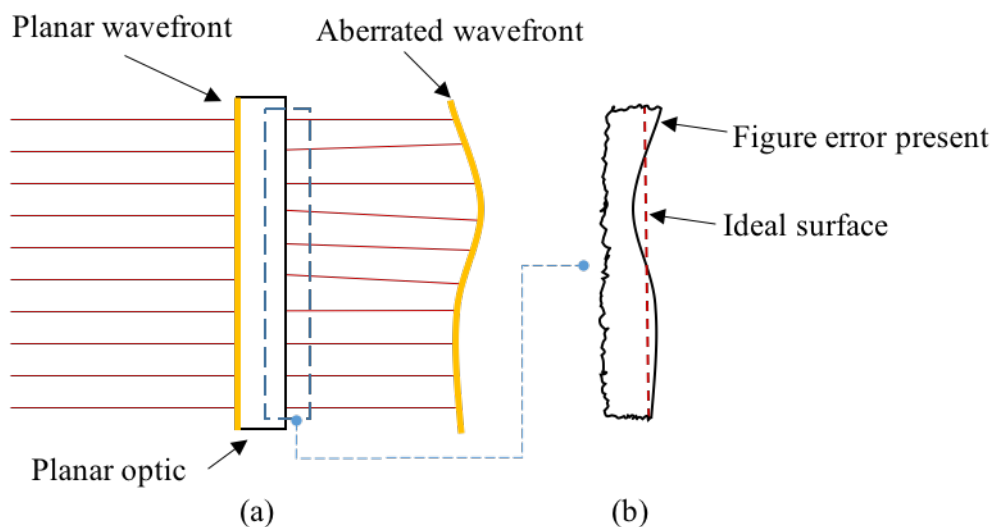 Planar wavefront
Aberrated wavefront
Figure error present
Ideal surface
Planar optic
(a)
(b)